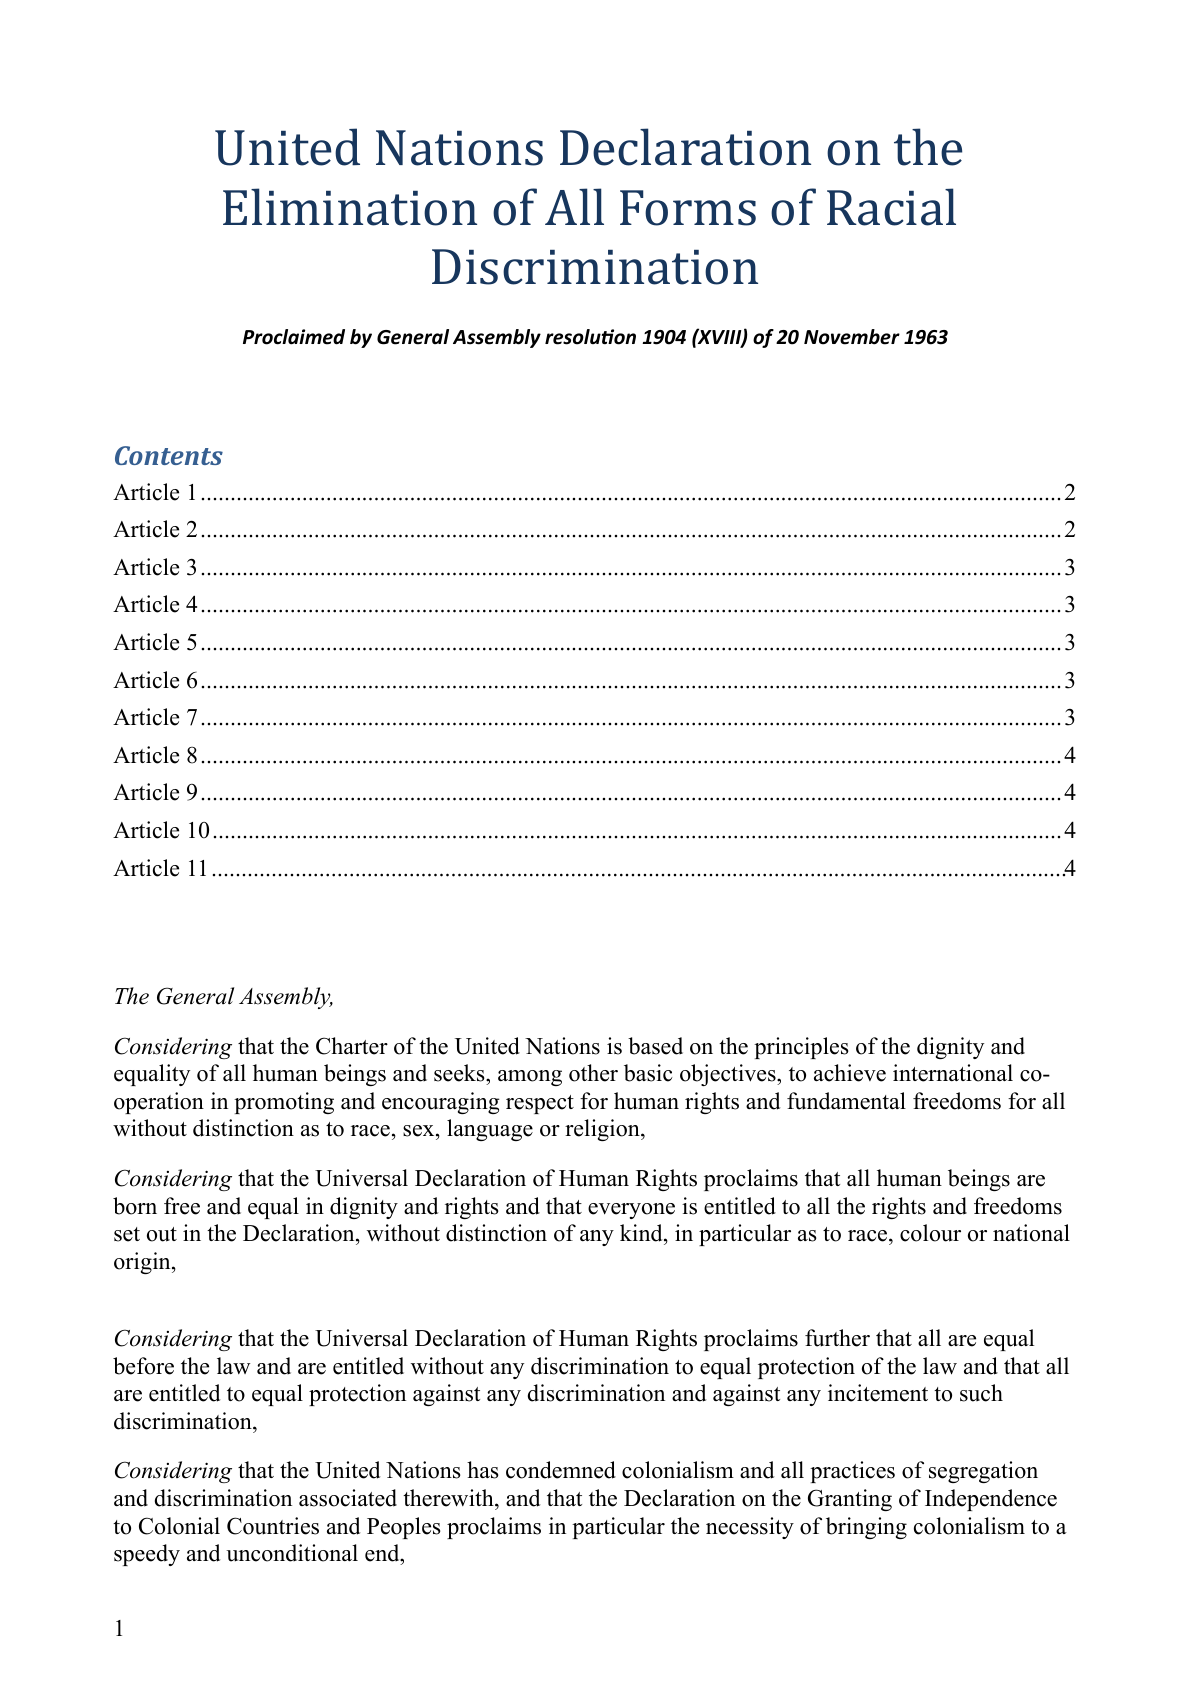 United Nations Declaration on the
Elimination of All Forms of Racial
Discrimination
Proclaimed by General Assembly resolution 1904 (XVIII) of 20 November 1963
Contents
Article 1........................................................................................................................................2
Article 2........................................................................................................................................2
Article 3........................................................................................................................................3
Article 4........................................................................................................................................3
Article 5........................................................................................................................................3
Article 6........................................................................................................................................3
Article 7........................................................................................................................................3
Article 8........................................................................................................................................4
Article 9........................................................................................................................................4
Article 10......................................................................................................................................4
Article 11......................................................................................................................................4
The General Assembly,
Considering that the Charter of the United Nations is based on the principles of the dignity and
equality of all human beings and seeks, among other basic objectives, to achieve international co-
operation in promoting and encouraging respect for human rights and fundamental freedoms for all
without distinction as to race, sex, language or religion,
Considering that the Universal Declaration of Human Rights proclaims that all human beings are
born free and equal in dignity and rights and that everyone is entitled to all the rights and freedoms
set out in the Declaration, without distinction of any kind, in particular as to race, colour or national
origin,
Considering that the Universal Declaration of Human Rights proclaims further that all are equal
before the law and are entitled without any discrimination to equal protection of the law and that all
are entitled to equal protection against any discrimination and against any incitement to such
discrimination,
Considering that the United Nations has condemned colonialism and all practices of segregation
and discrimination associated therewith, and that the Declaration on the Granting of Independence
to Colonial Countries and Peoples proclaims in particular the necessity of bringing colonialism to a
speedy and unconditional end,
1